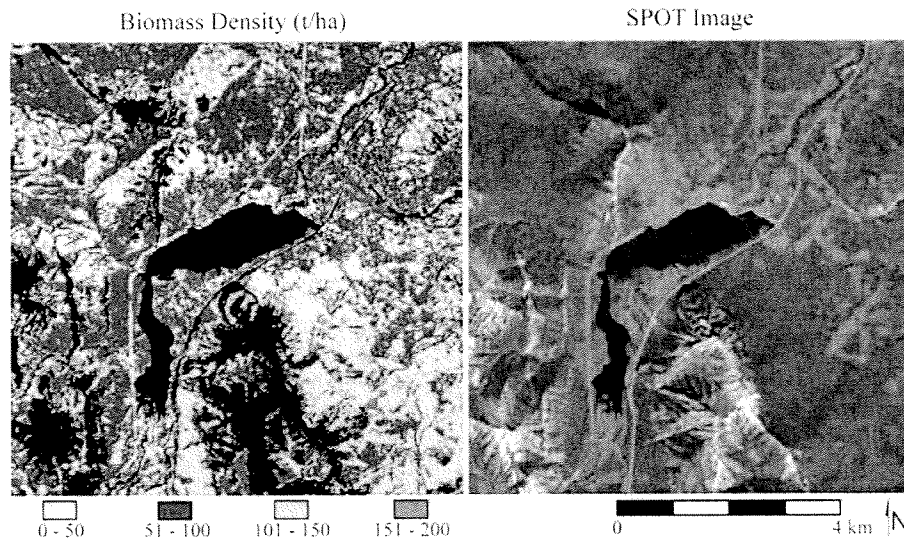 Biomass Density (t/ha)
SPOT Image
0 - 50
51 - 100
101 - 150
151 - 200
0
4 km
N